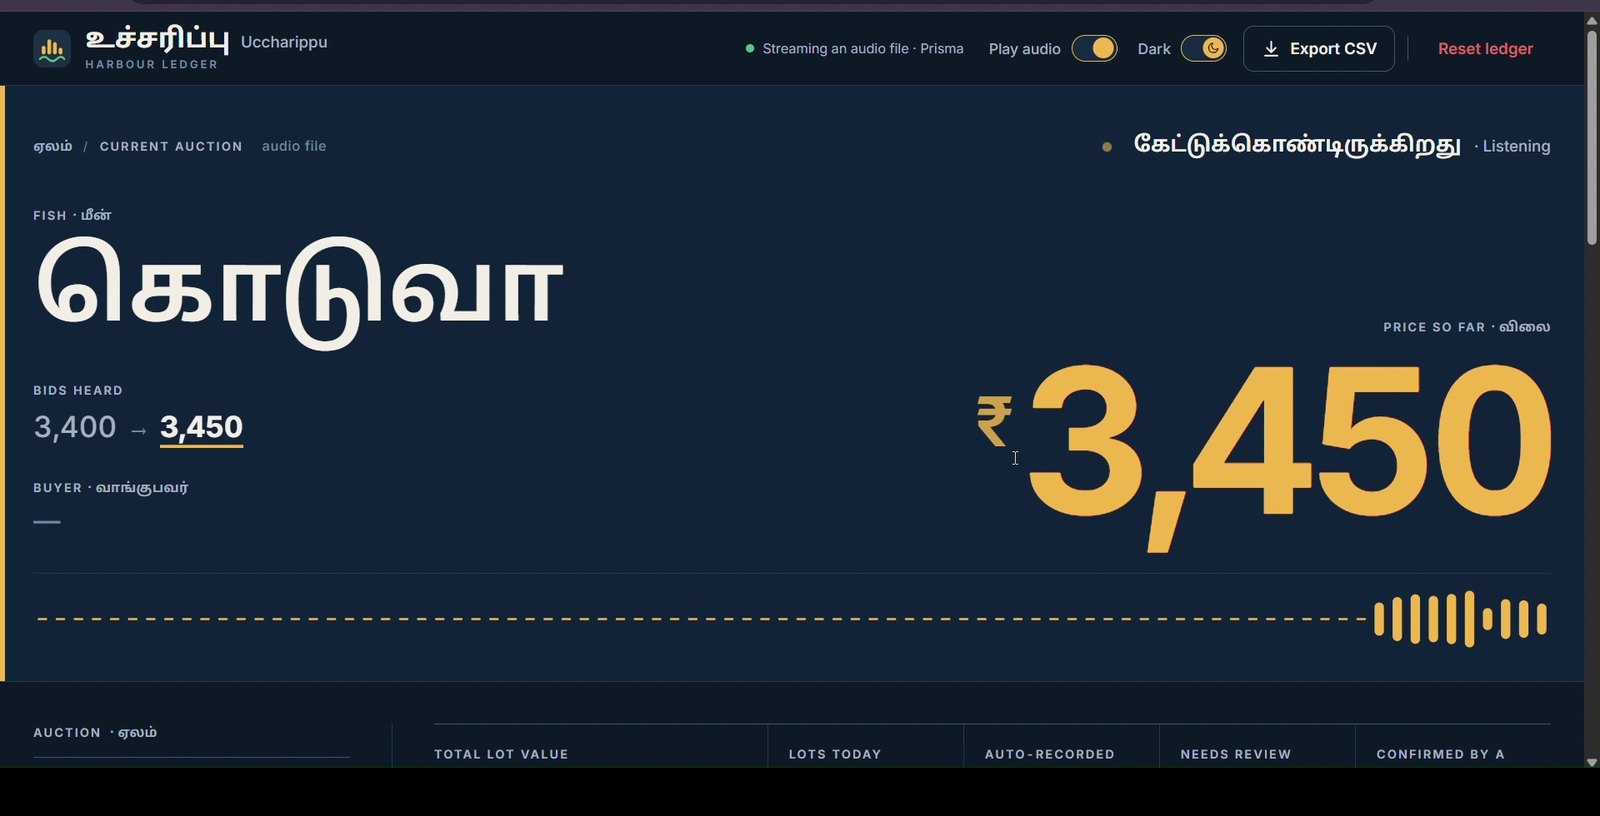 உச்சரிப்பு Uccharippu
HARBOUR LEDGER
Streaming an audio file · Prisma
Play audio
Dark
Export CSV
Reset ledger
ஏலம் / CURRENT AUCTION audio file
கேட்டுக்கொண்டிருக்கிறது · Listening
FISH · மீன்
கொடுவா
PRICE SO FAR · விலை
₹3,450
BIDS HEARD
3,400 → 3,450
BUYER · வாங்குபவர்
—
AUCTION · ஏலம்
TOTAL LOT VALUE
LOTS TODAY
AUTO-RECORDED
NEEDS REVIEW
CONFIRMED BY A